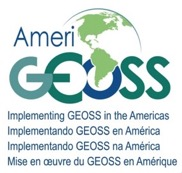 Ameri
GEOSS
Implementing GEOSS in the Americas
Implementando GEOSS en América
Implementando GEOSS na América
Mise en œuvre du GEOSS en Amérique